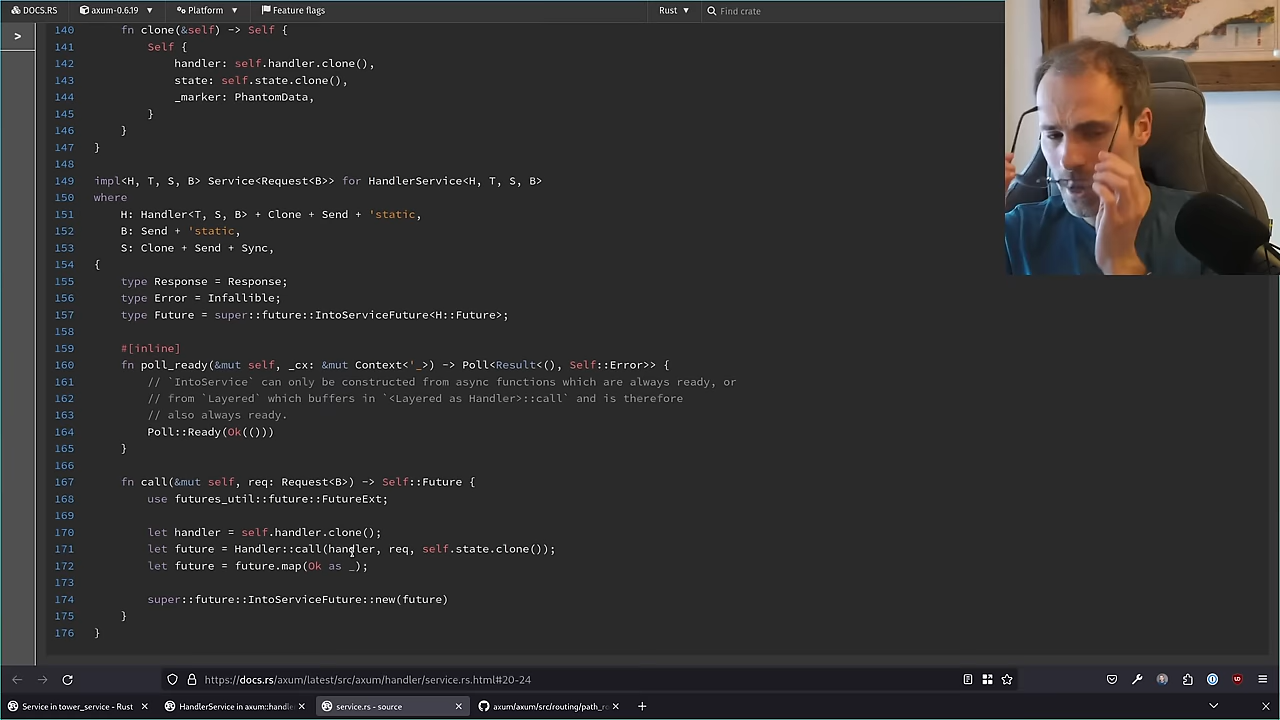 DOCS.RS axum-0.6.19 Platform Feature flags Rust Find crate
>
140 fn clone(&self) -> Self {
141 Self {
142 handler: self.handler.clone(),
143 state: self.state.clone(),
144 _marker: PhantomData,
145 }
146 }
147 }
148
149 impl<H, T, S, B> Service<Request<B>> for HandlerService<H, T, S, B>
150 where
151 H: Handler<T, S, B> + Clone + Send + 'static,
152 B: Send + 'static,
153 S: Clone + Send + Sync,
154 {
155 type Response = Response;
156 type Error = Infallible;
157 type Future = super::future::IntoServiceFuture<H::Future>;
158
159 #[inline]
160 fn poll_ready(&mut self, _cx: &mut Context<'_>) -> Poll<Result<(), Self::Error>> {
161 // `IntoService` can only be constructed from async functions which are always ready, or
162 // from `Layered` which buffers in `<Layered as Handler>::call` and is therefore
163 // also always ready.
164 Poll::Ready(Ok(()))
165 }
166
167 fn call(&mut self, req: Request<B>) -> Self::Future {
168 use futures_util::future::FutureExt;
169
170 let handler = self.handler.clone();
171 let future = Handler::call(handler, req, self.state.clone());
172 let future = future.map(Ok as _);
173
174 super::future::IntoServiceFuture::new(future)
175 }
176 }
https://docs.rs/axum/latest/src/axum/handler/service.rs.html#20-24
Service in tower_service - Rust HandlerService in axum::handl service.rs - source axum/axum/src/routing/path_ro